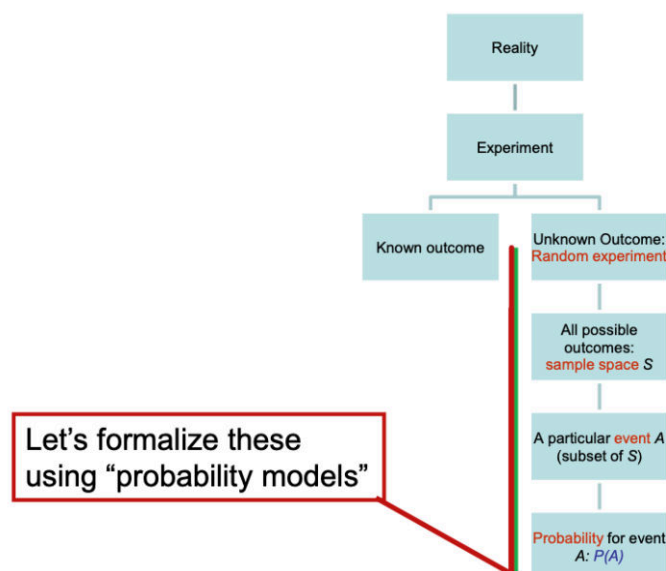 Reality
Experiment
Known outcome
Unknown Outcome:
Random experiment
All possible
outcomes:
sample space S
Let's formalize these
using “probability models”
A particular event A
(subset of S)
Probability for event
A: P(A)